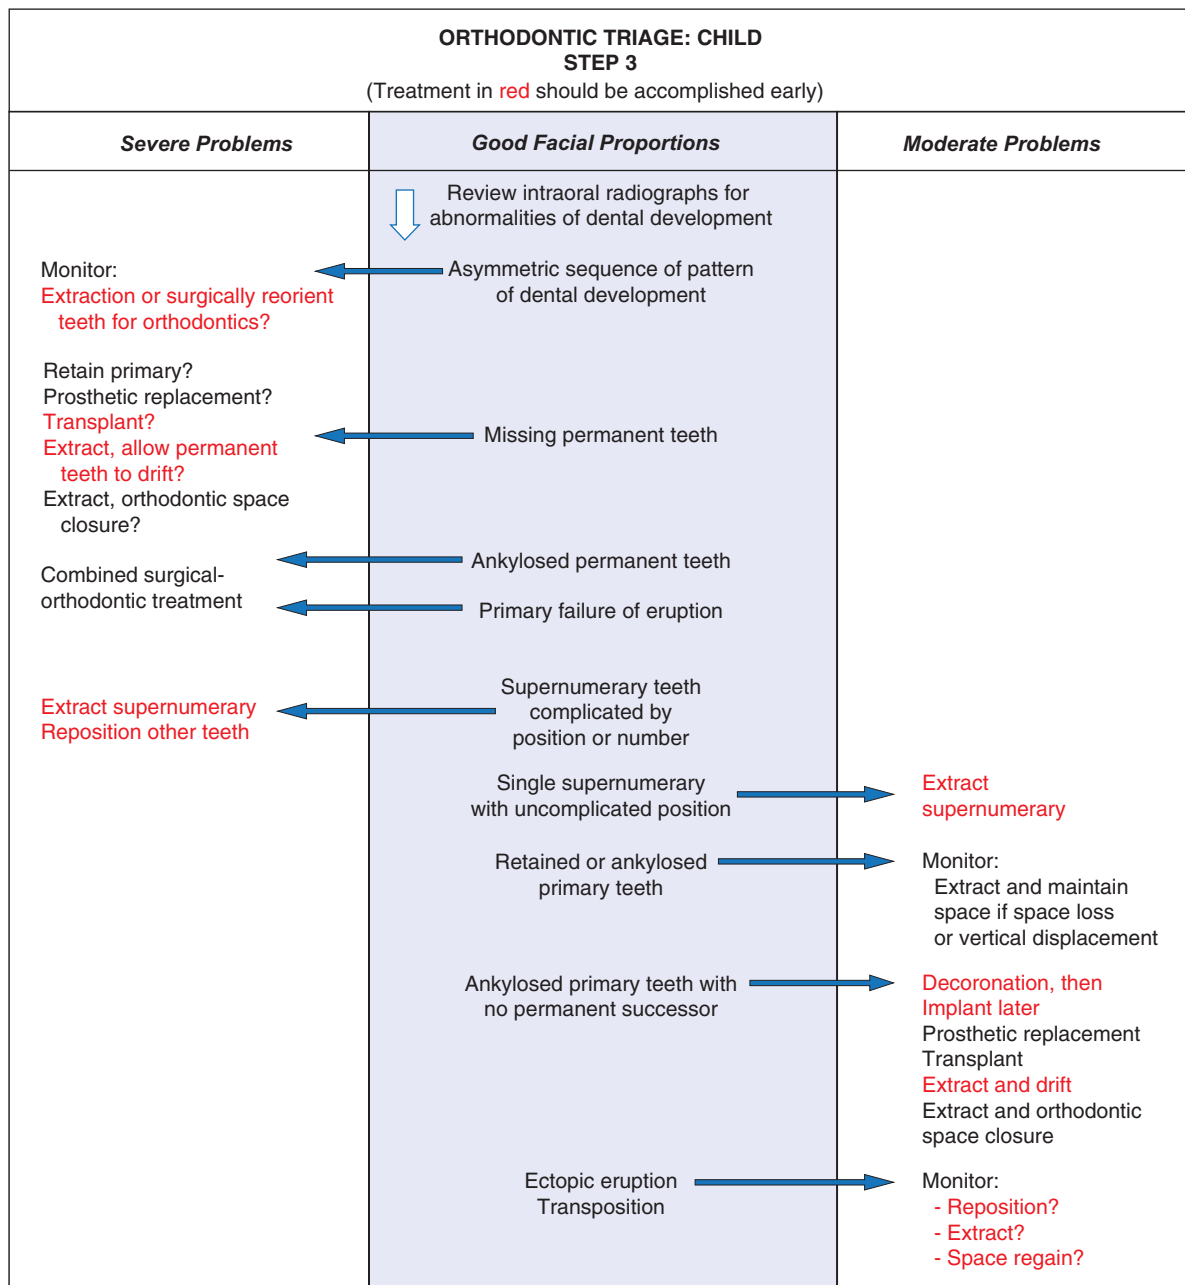 ORTHODONTIC TRIAGE: CHILD
STEP 3
(Treatment in red should be accomplished early)
Severe Problems
Good Facial Proportions
Moderate Problems
Review intraoral radiographs for
abnormalities of dental development
Monitor:
Extraction or surgically reorient
teeth for orthodontics?
Asymmetric sequence of pattern
of dental development
Retain primary?
Prosthetic replacement?
Transplant?
Extract, allow permanent
teeth to drift?
Extract, orthodontic space
closure?
Missing permanent teeth
Ankylosed permanent teeth
Combined surgical-
orthodontic treatment
Primary failure of eruption
Extract supernumerary
Reposition other teeth
Supernumerary teeth
complicated by
position or number
Single supernumerary
with uncomplicated position
Extract
supernumerary
Retained or ankylosed
primary teeth
Monitor:
Extract and maintain
space if space loss
or vertical displacement
Ankylosed primary teeth with
no permanent successor
Decoronation, then
Implant later
Prosthetic replacement
Transplant
Extract and drift
Extract and orthodontic
space closure
Ectopic eruption
Transposition
Monitor:
- Reposition?
- Extract?
- Space regain?